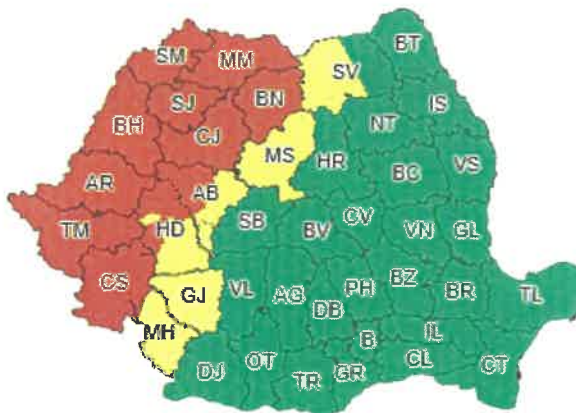 BT
SM
MM
SV
SJ
BN
IS
BH
CJ
NT
MS
HR
BC
VS
AR
AB
TM
HD
SB
BV
CV
VN
GL
CS
GJ
VL
AG
DB
PH
BZ
BR
TL
MH
B
IL
DJ
OT
TR
GR
CL
CT